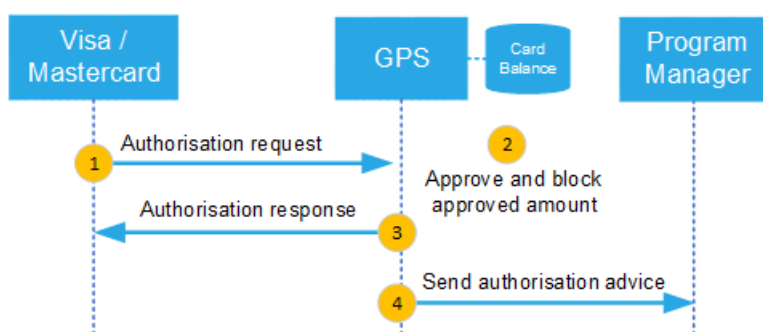 Visa /
Mastercard
GPS
Card
Balance
Program
Manager
1
Authorisation request
2
Approve and block
approved amount
Authorisation response
3
4
Send authorisation advice